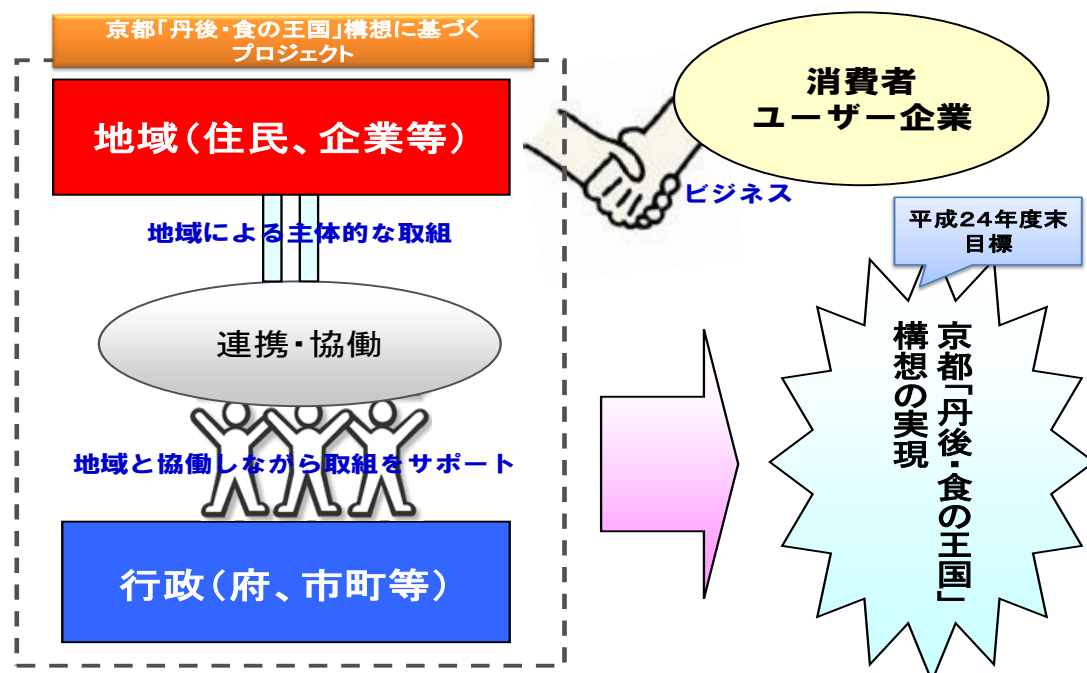 京都「丹後・食の王国」構想に基づく
プロジェクト
地域（住民、企業等）
地域による主体的な取組
連携・協働
地域と協働しながら取組をサポート
行政（府、市町等）
消費者
ユーザー企業
ビジネス
平成24年度末
目標
京都「丹後・食の王国」
構想の実現